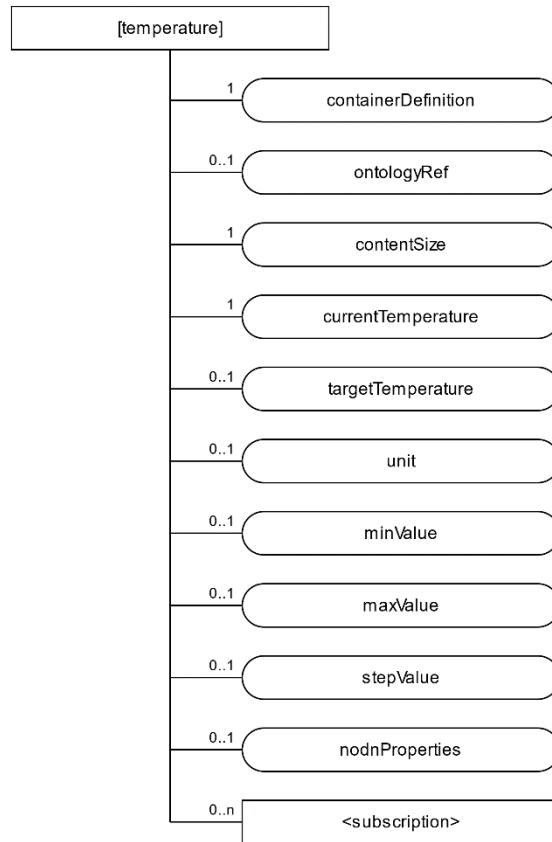 [temperature]
1
containerDefinition
0..1
ontologyRef
1
contentSize
1
currentTemperature
0..1
targetTemperature
0..1
unit
0..1
minValue
0..1
maxValue
0..1
stepValue
0..1
nodnProperties
0..n
<subscription>